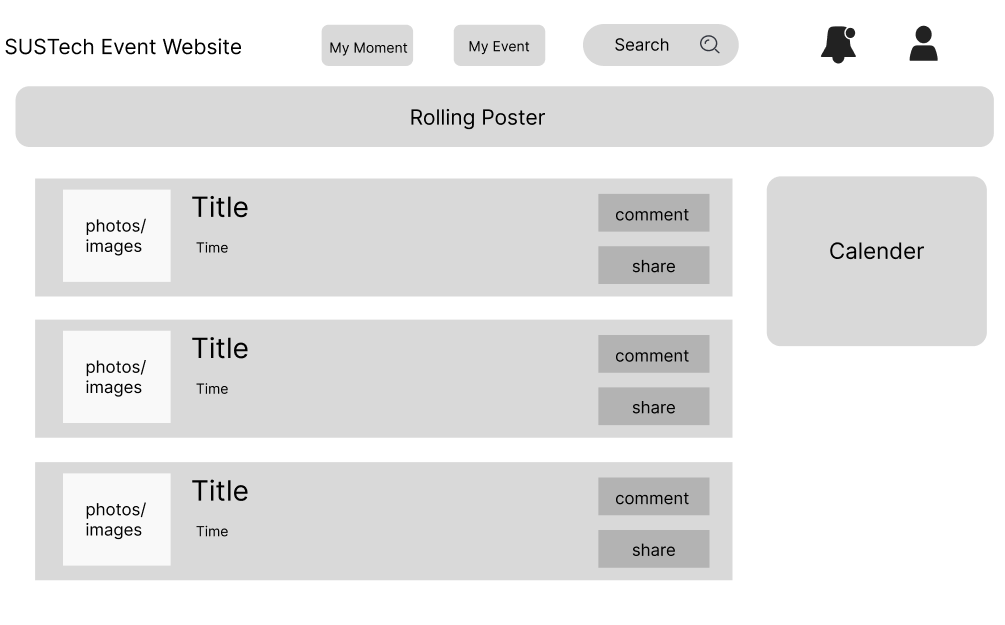 SUSTech Event Website
My Moment
My Event
Search
Rolling Poster
photos/
images
Title
Time
comment
share
Calender
photos/
images
Title
Time
comment
share
photos/
images
Title
Time
comment
share